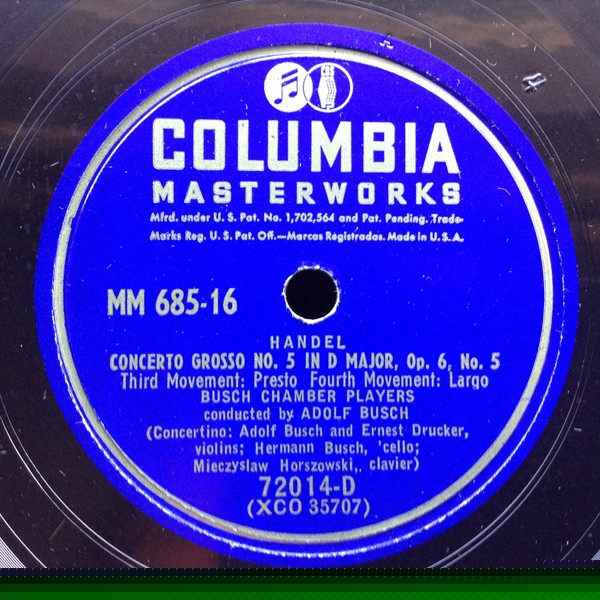 4
COLUMBIA
MASTERWORKS
Mfrd. under U. S. Pat. No. 1,702,564 and Pat. Pending. Trade-
Marks Reg. U. S. Pat. Off.—Marcas Registradas. Made in U. S. A.
MM 685-16
HANDEL
CONCERTO GROSSO NO. 5 IN D MAJOR, Op. 6, No. 5
Third Movement: Presto Fourth Movement: Largo
BUSCH CHAMBER PLAYERS
conducted by ADOLF BUSCH
(Concertino: Adolf Busch and Ernest Drucker,
violins; Hermann Busch, 'cello;
Mieczyslaw Horszowski, clavier)
72014-D
(XCO 35707)